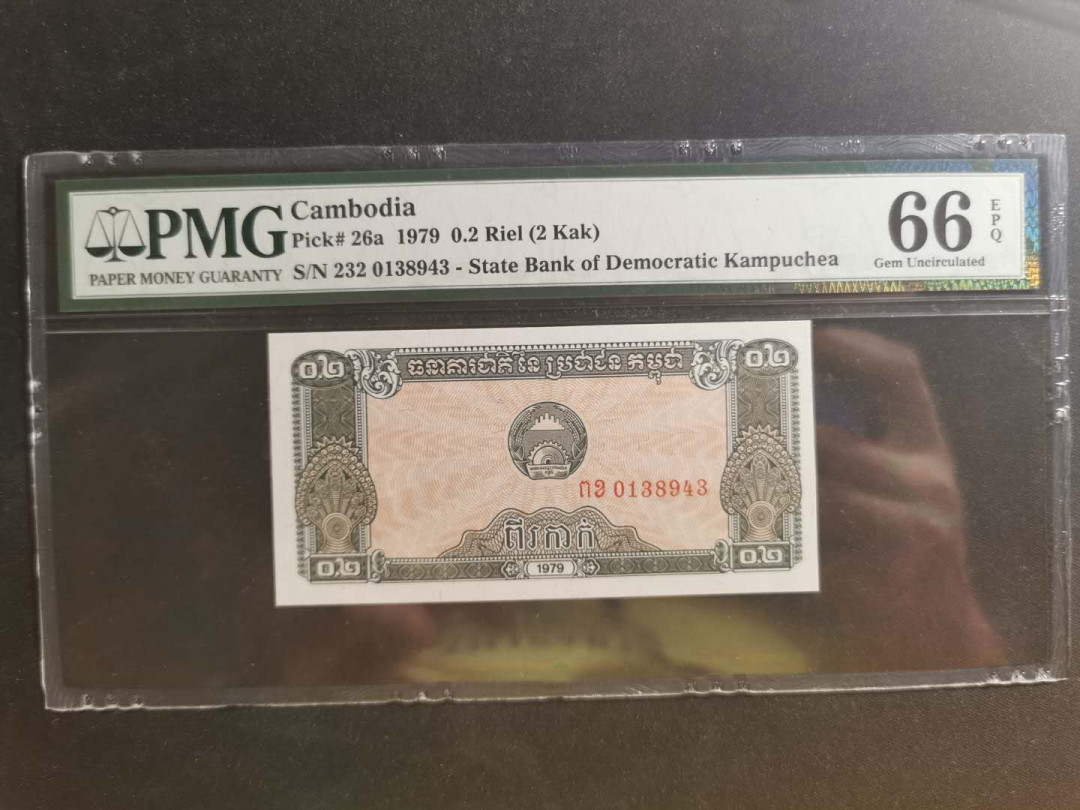 PMG
PAPER MONEY GUARANTY
Cambodia
Pick# 26a 1979 0.2 Riel (2 Kak)
S/N 232 0138943 - State Bank of Democratic Kampuchea
66
EPQ
Gem Uncirculated
០.២ ធនាគារជាតិនៃប្រជាជនកម្ពុជា ០.២
កខ 0138943
ពីរកាក់
០.២ 1979 ០.២